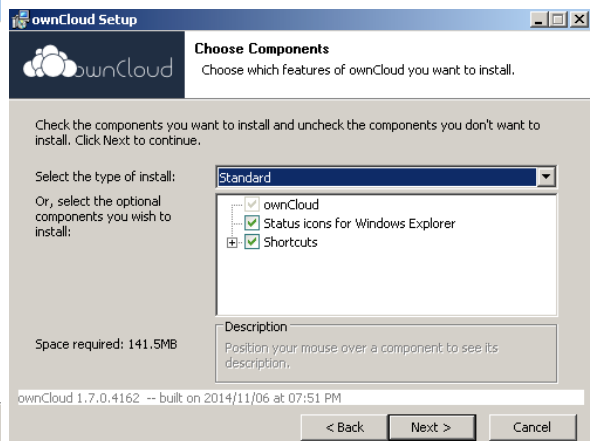 ownCloud Setup
ownCloud
Choose Components
Choose which features of ownCloud you want to install.
Check the components you want to install and uncheck the components you don't want to
install. Click Next to continue.
Select the type of install:
Standard
Or, select the optional
components you wish to
install:
ownCloud
Status icons for Windows Explorer
Shortcuts
Space required: 141.5MB
Description
Position your mouse over a component to see its
description.
ownCloud 1.7.0.4162 -- built on 2014/11/06 at 07:51 PM
< Back
Next >
Cancel